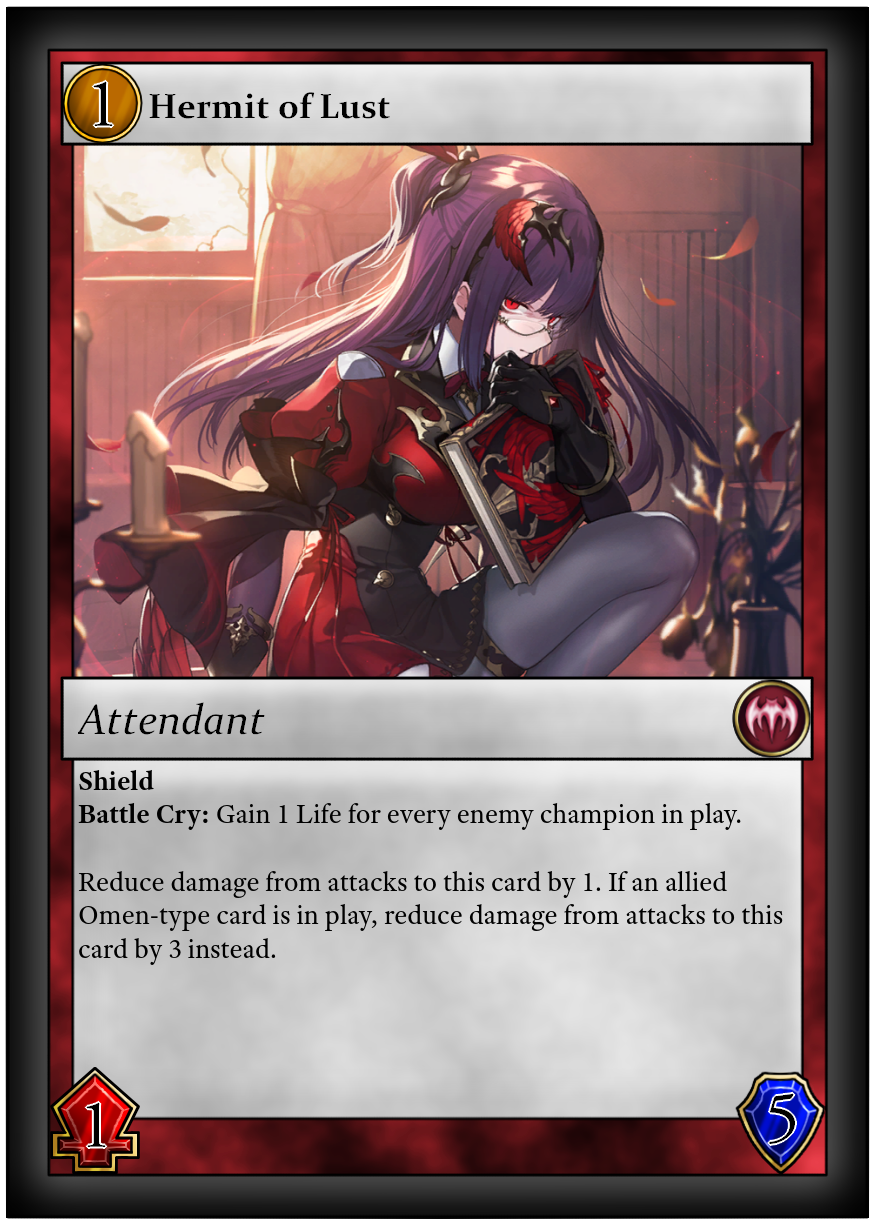 1
Hermit of Lust
Attendant
Shield
Battle Cry: Gain 1 Life for every enemy champion in play.
Reduce damage from attacks to this card by 1. If an allied
Omen-type card is in play, reduce damage from attacks to this
card by 3 instead.
1
5